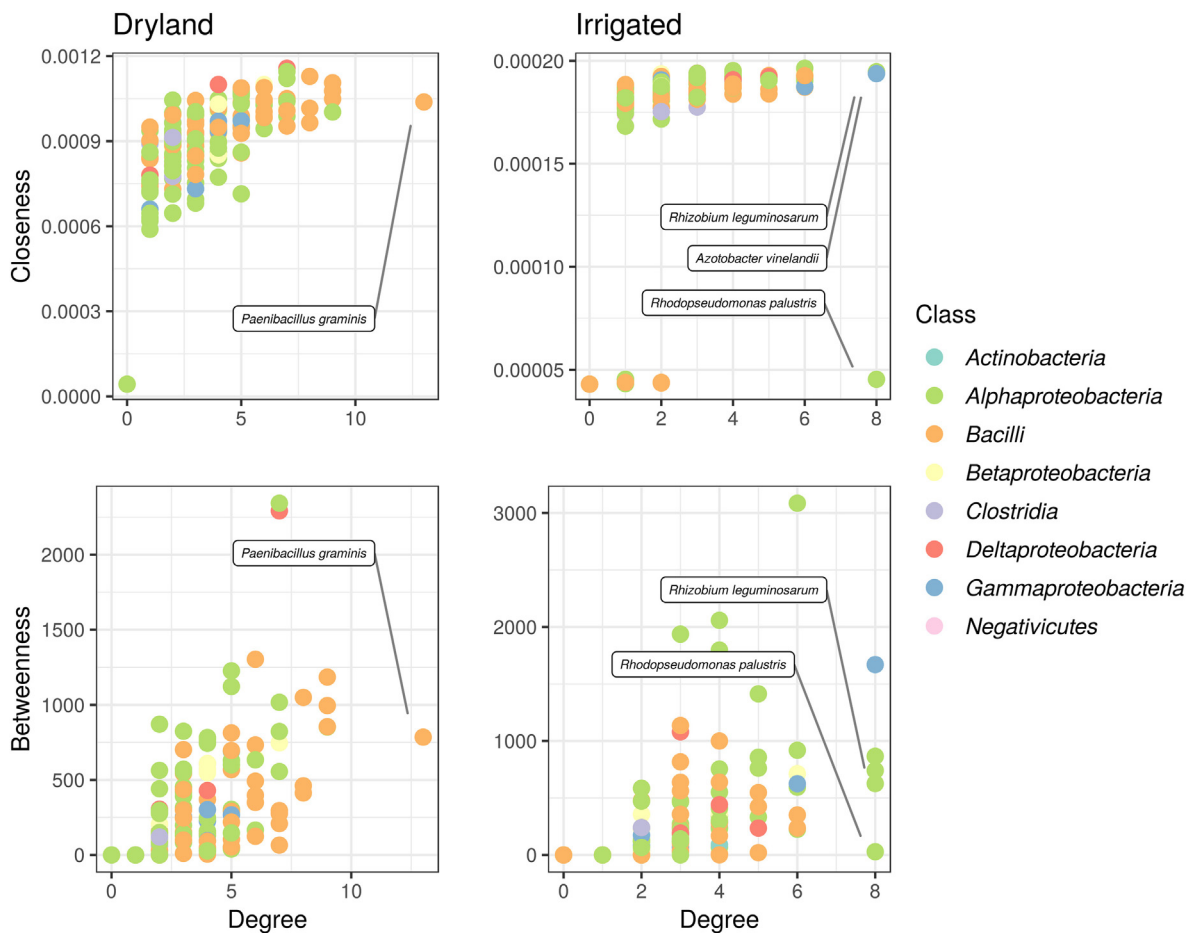 Dryland
Irrigated
Closeness
0.0012
0.0009
0.0006
0.0003
0.0000
Paenibacillus graminis
0
5
10
0.00020
0.00015
0.00010
0.00005
Rhizobium leguminosarum
Azotobacter vinelandii
Rhodopseudomonas palustris
0
2
4
6
8
Betweenness
2000
1500
1000
500
0
Paenibacillus graminis
0
5
10
Degree
3000
2000
1000
0
Rhizobium leguminosarum
Rhodopseudomonas palustris
0
2
4
6
8
Degree
Class
Actinobacteria
Alphaproteobacteria
Bacilli
Betaproteobacteria
Clostridia
Deltaproteobacteria
Gammaproteobacteria
Negativicutes